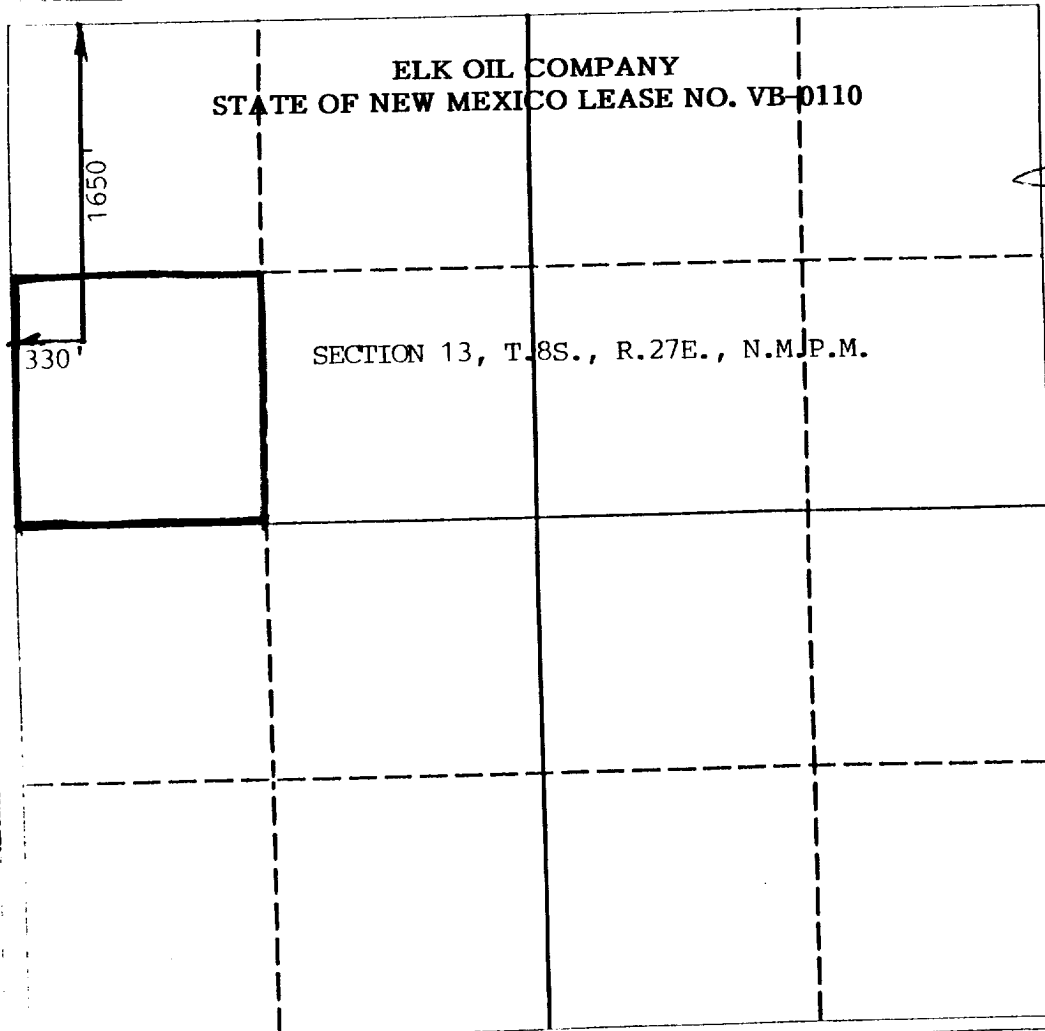 ELK OIL COMPANY
STATE OF NEW MEXICO LEASE NO. VB-0110
1650'
330'
SECTION 13, T.8S., R.27E., N.M.P.M.